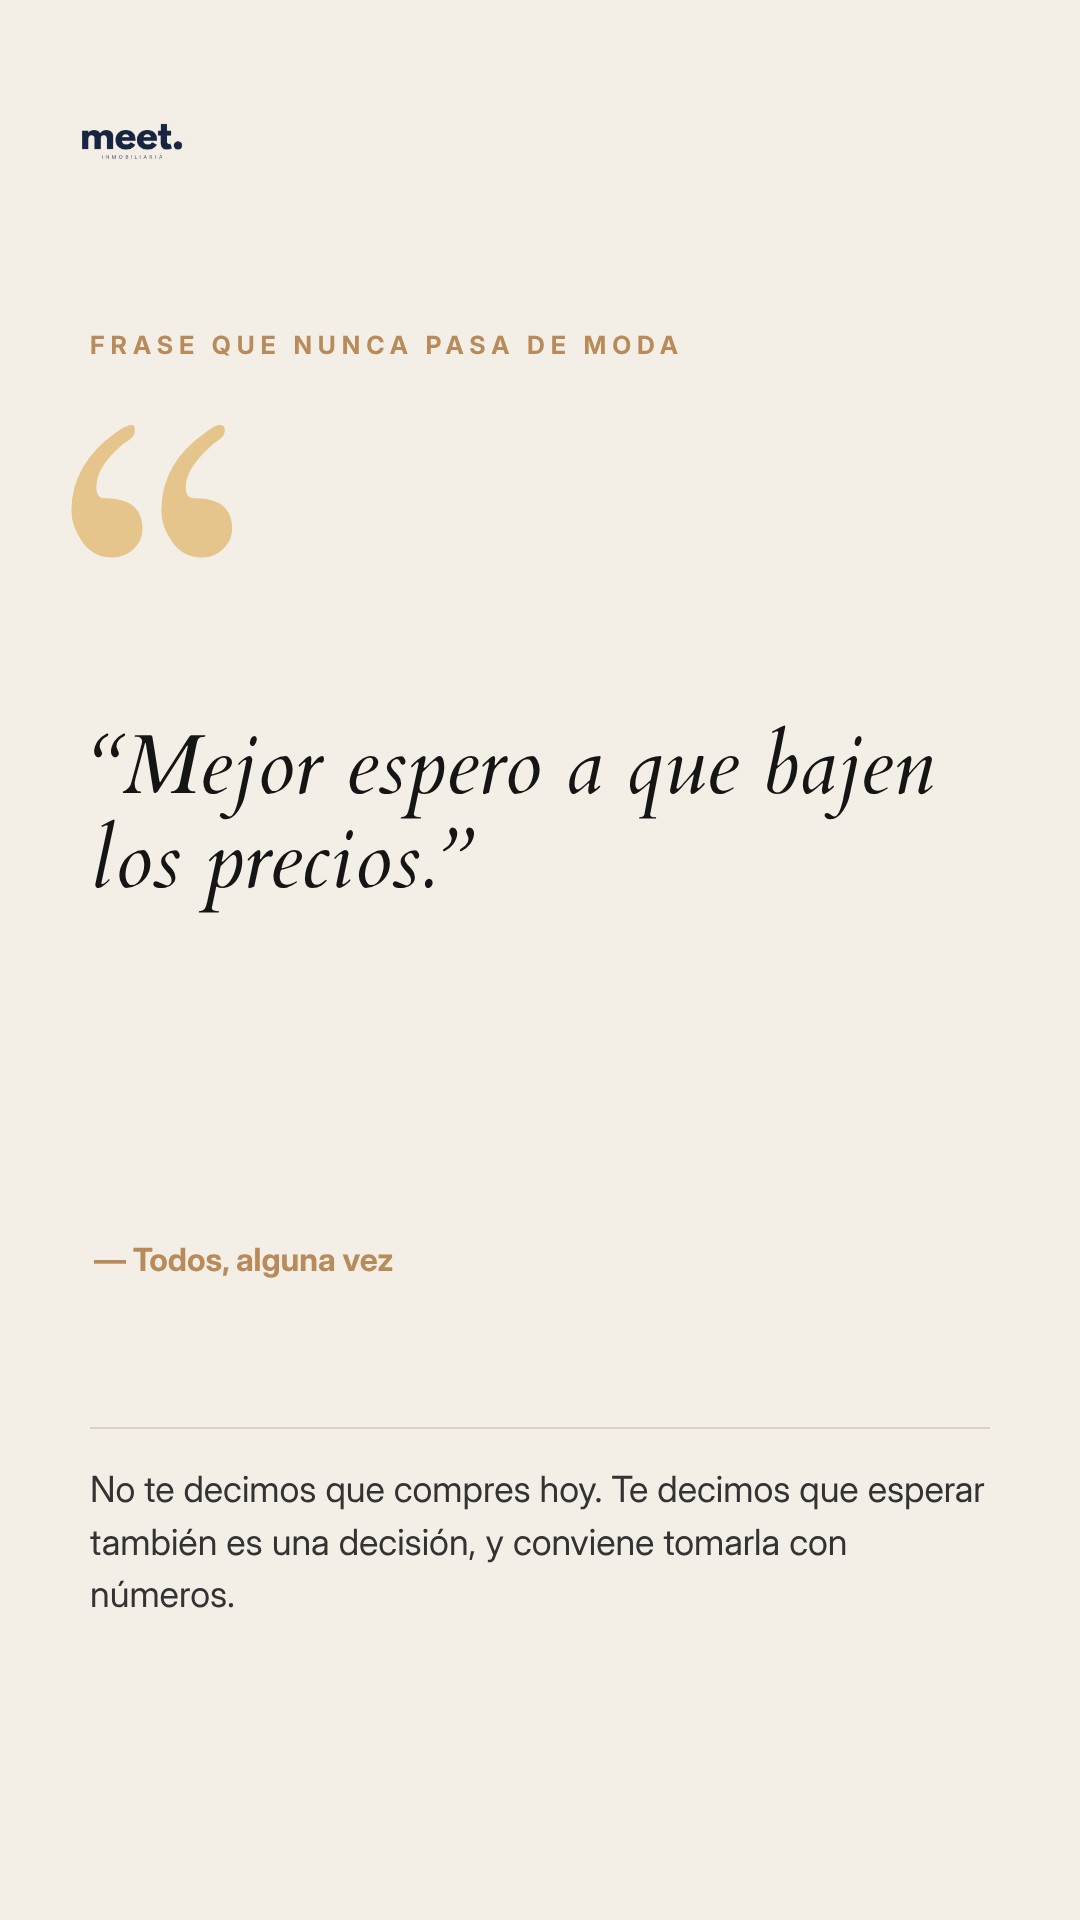 meet.
INMOBILIARIA
FRASE QUE NUNCA PASA DE MODA
“
“Mejor espero a que bajen
los precios.”
— Todos, alguna vez
No te decimos que compres hoy. Te decimos que esperar
también es una decisión, y conviene tomarla con
números.